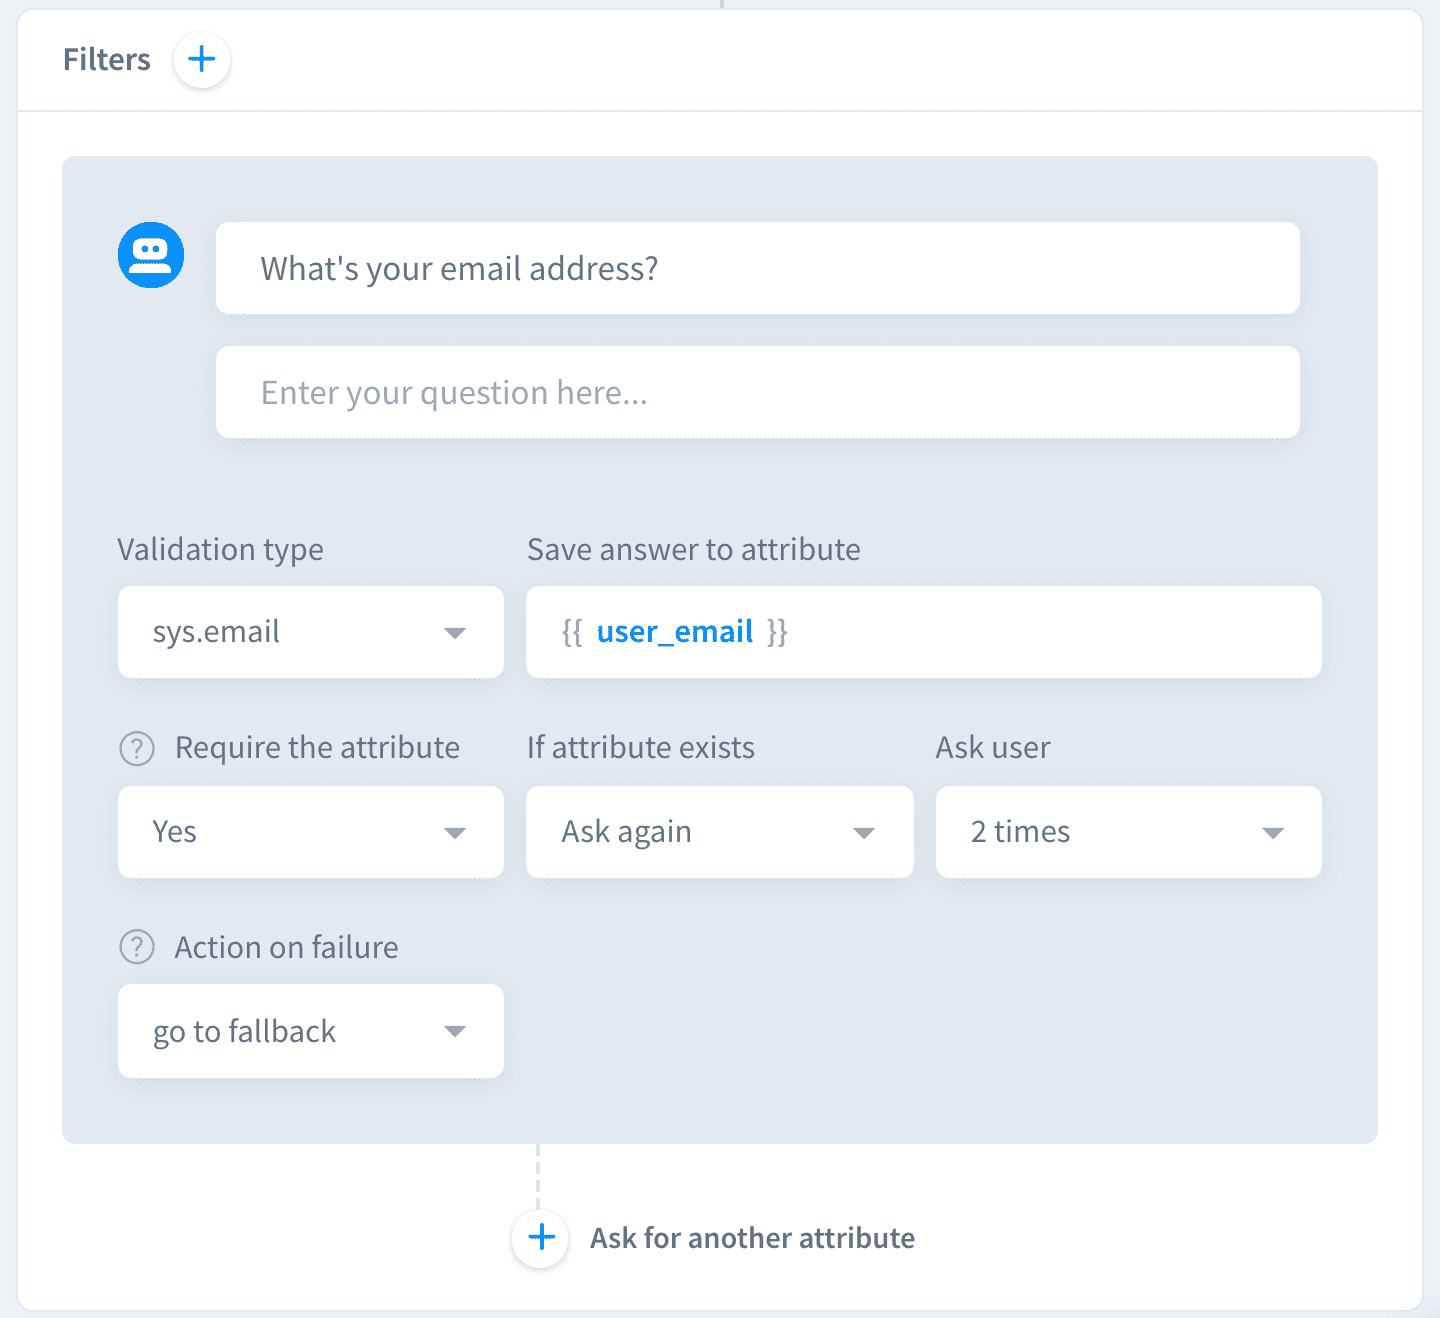 Filters
What's your email address?
Enter your question here...
Validation type
Save answer to attribute
sys.email
{{ user_email }}
? Require the attribute
If attribute exists
Ask user
Yes
Ask again
2 times
? Action on failure
go to fallback
Ask for another attribute